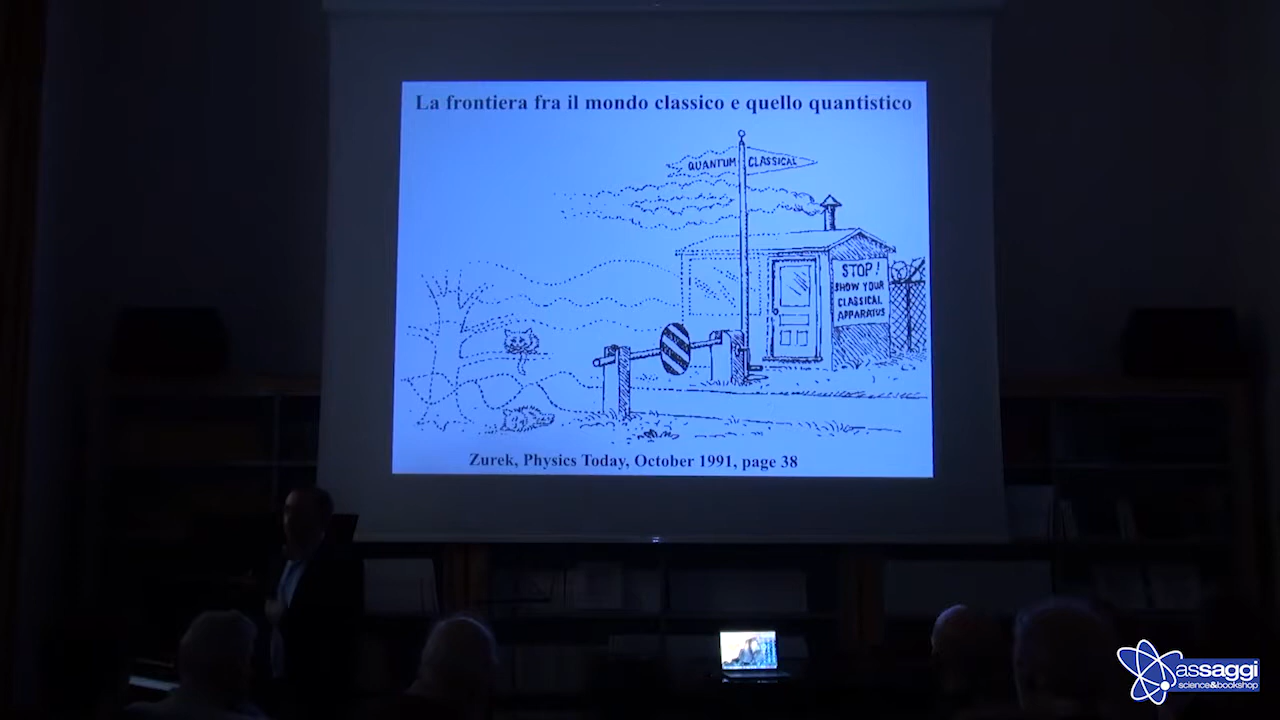 La frontiera fra il mondo classico e quello quantistico
QUANTUM CLASSICAL
STOP!
SHOW YOUR
CLASSICAL
APPARATUS
Zurek, Physics Today, October 1991, page 38
assaggi
science&bookshop